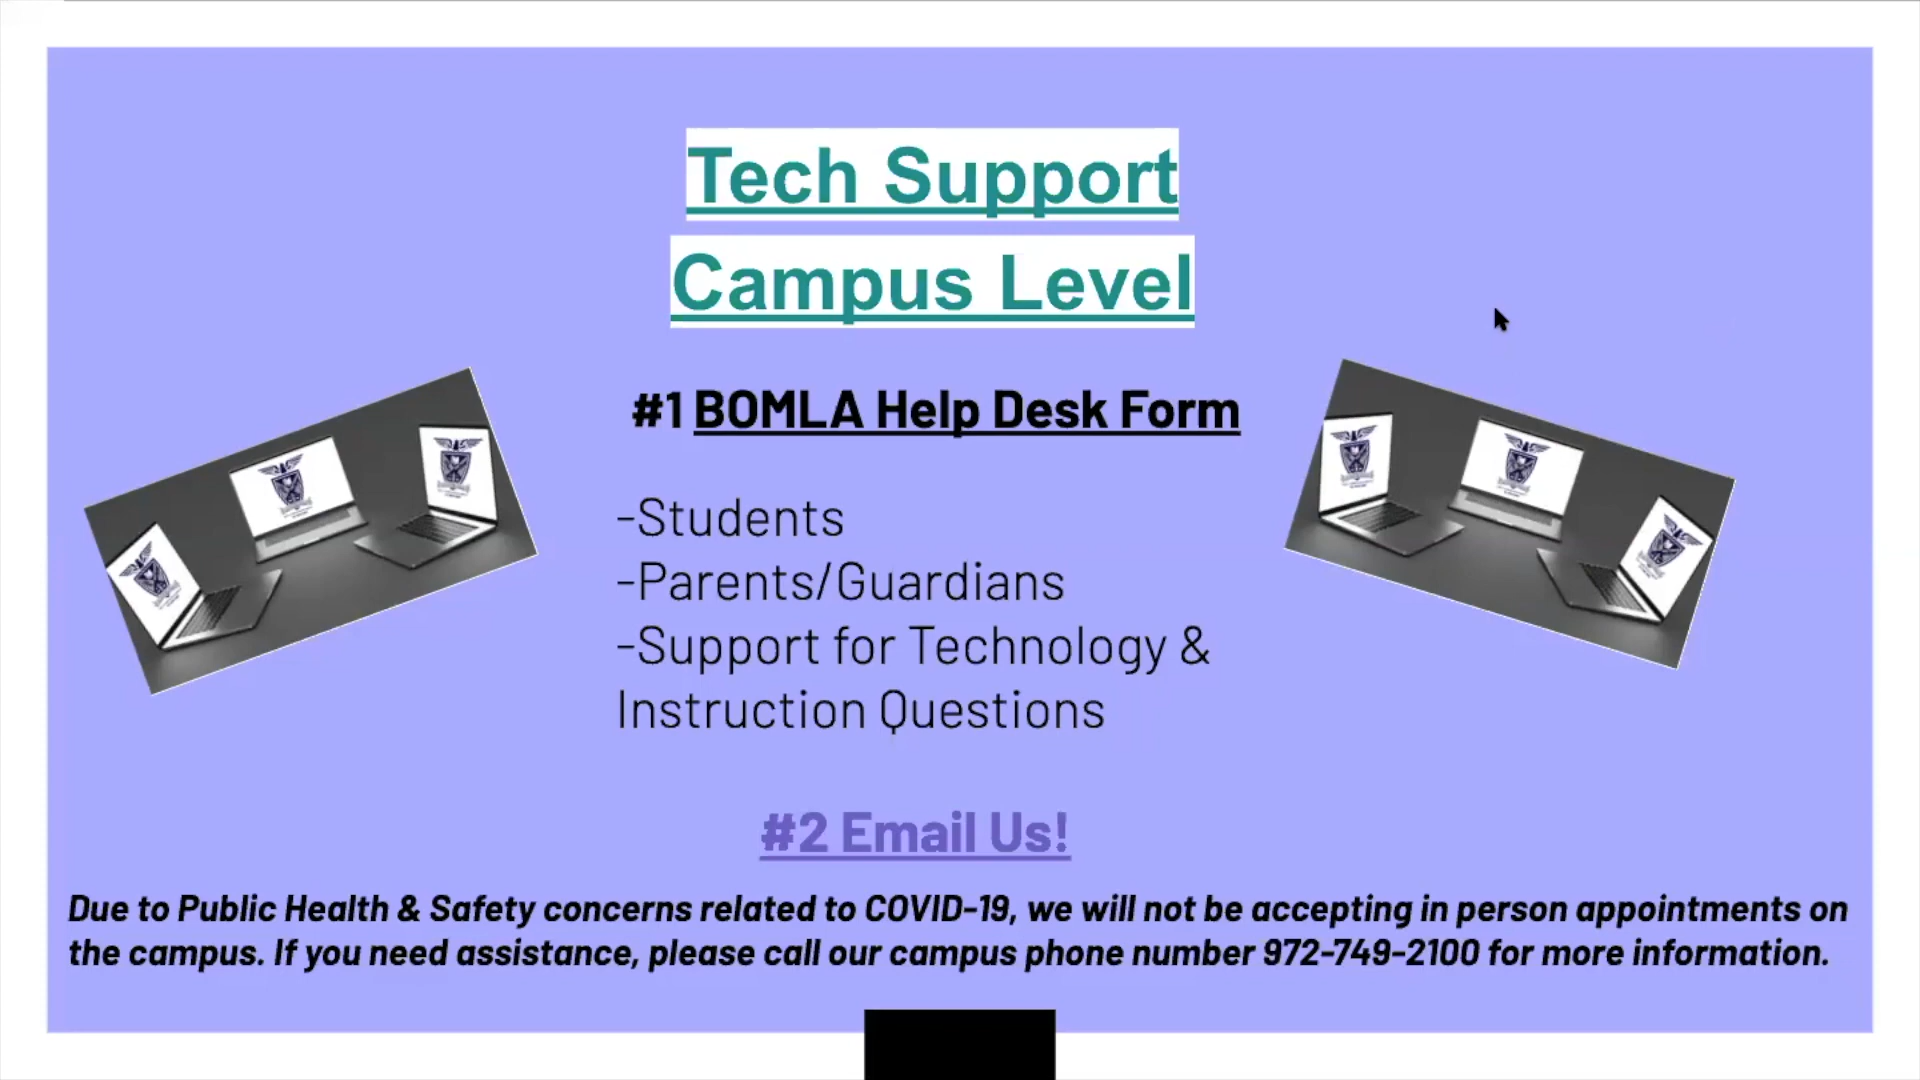 Tech Support
Campus Level
#1 BOMLA Help Desk Form
-Students
-Parents/Guardians
-Support for Technology &
Instruction Questions
#2 Email Us!
Due to Public Health & Safety concerns related to COVID-19, we will not be accepting in person appointments on
the campus. If you need assistance, please call our campus phone number 972-749-2100 for more information.